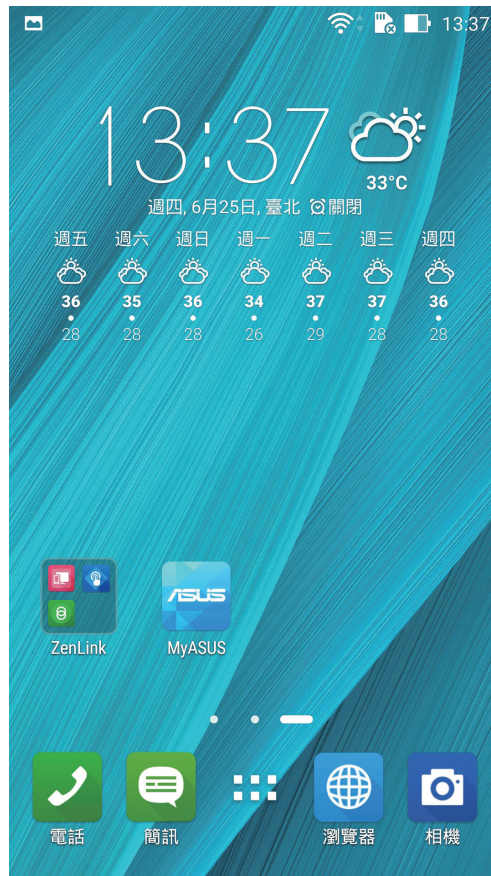 13:37
13:37
33°C
週四, 6月25日, 臺北 關閉
週五 週六 週日 週一 週二 週三 週四
36 35 36 34 37 37 36
28 28 28 26 29 28 28
/ISUS
ZenLink MyASUS
電話 簡訊 瀏覽器 相機